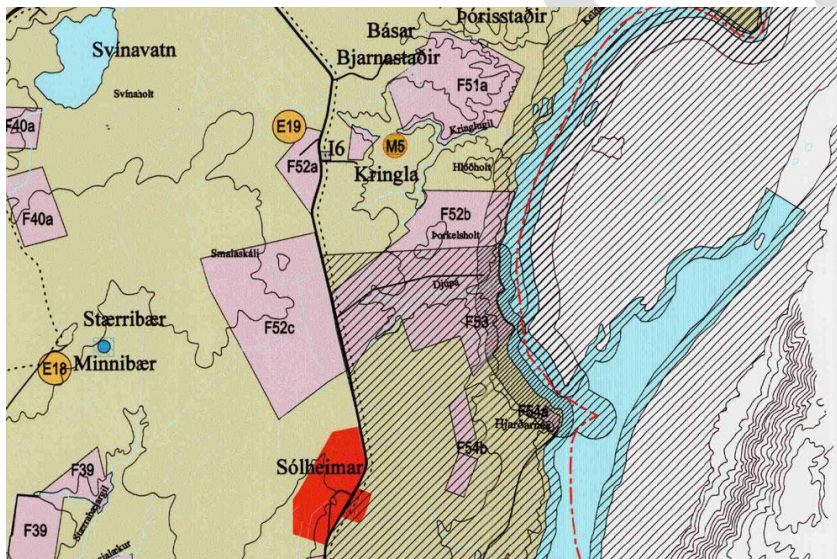 Þórisstaðir
Básar
Bjarnastaðir
Svínavatn
Svínaholt
F51a
F40a
E19
Kringlugil
I6
M5
F52a
Kringla
Hlöðholt
F40a
F52b
Þorkelsholt
Smalaskáli
Djúpá
Stærribær
F52c
F53
E18
Minnibær
F54a
Hjarðarnes
F54b
F39
Sólheimar
F39